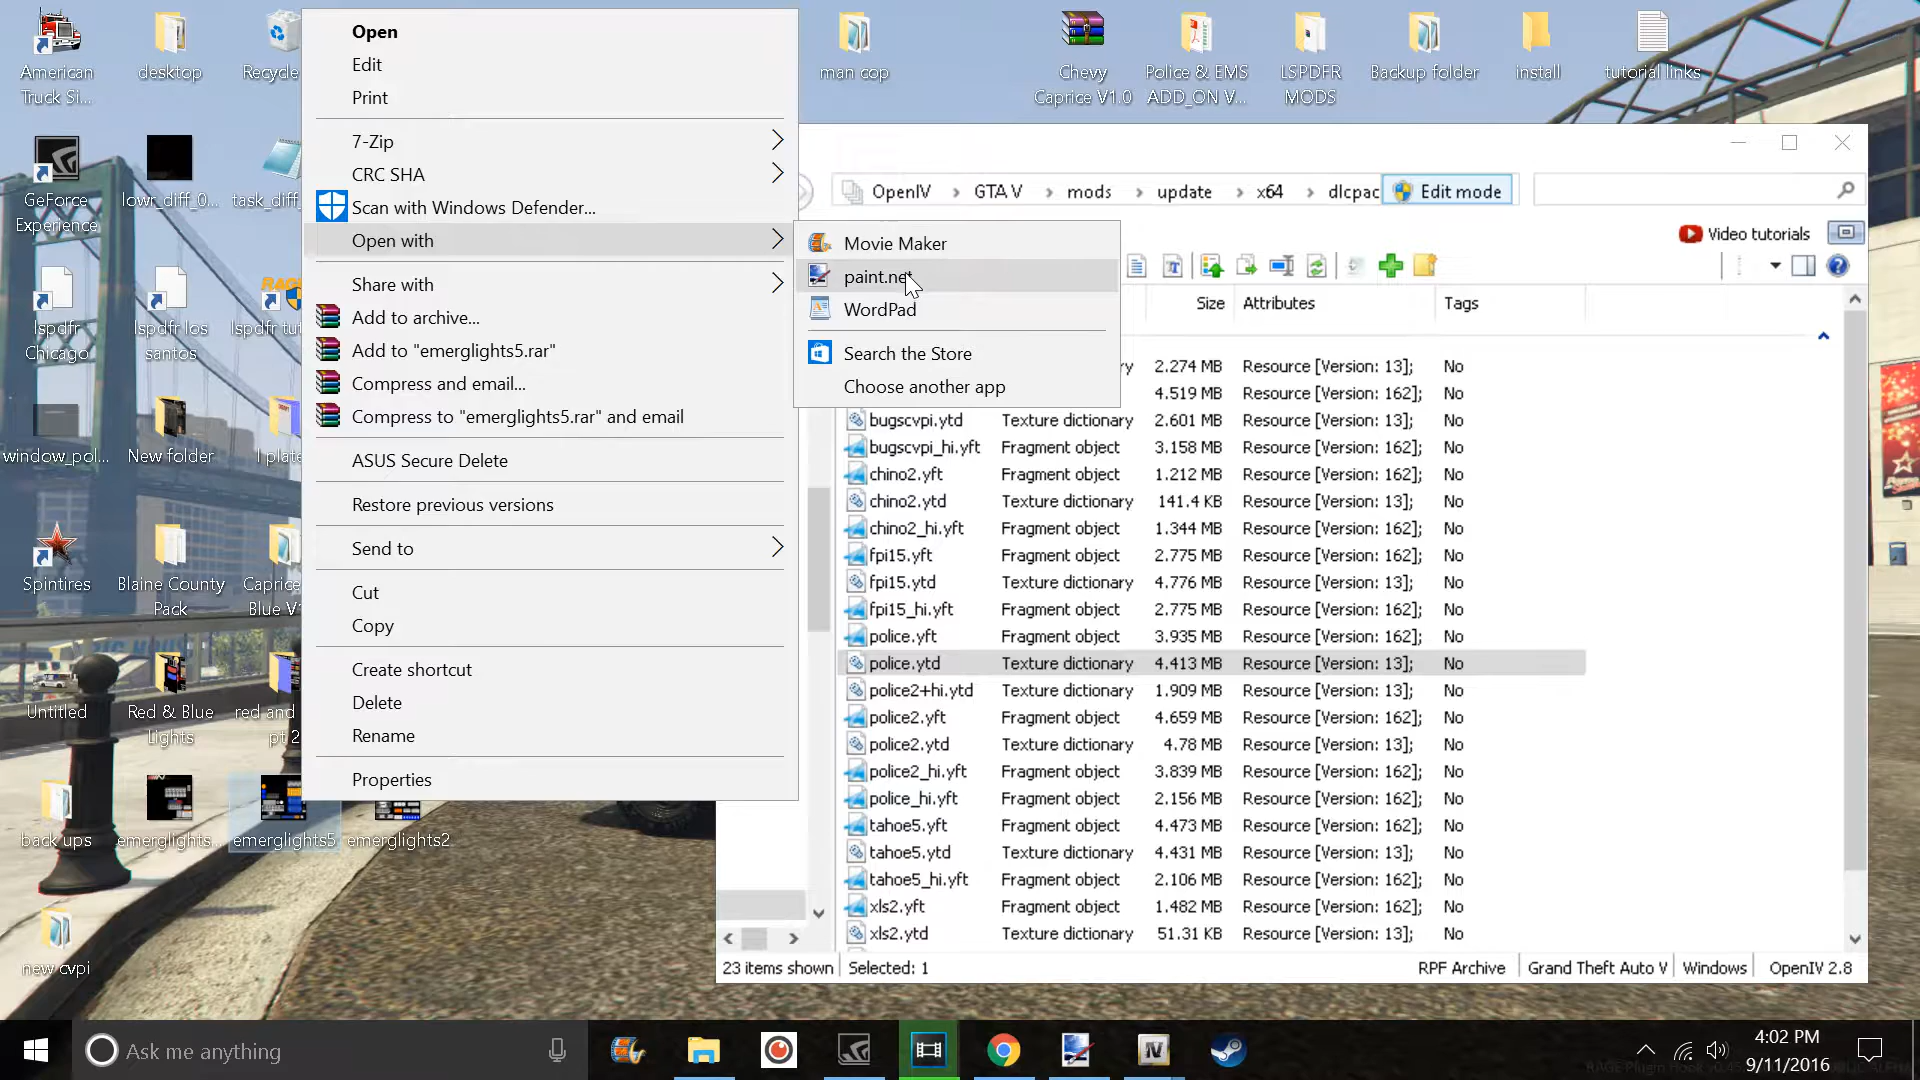 American
Truck Si...
desktop
Recycle
GeForce
Experience
lowr_diff_0...
task_diff_
lspdfr
Chicago
lspdfr los
santos
lspdfr tut
window_pol...
New folder
l plate
Spintires
Blaine County
Pack
Caprice
Blue V1
Untitled
Red & Blue
Lights
red and
pt 2
back ups
emerglights...
emerglights5
emerglights2
new cvpi
Open
Edit
Print
7-Zip
CRC SHA
Scan with Windows Defender...
Open with
Share with
Add to archive...
Add to "emerglights5.rar"
Compress and email...
Compress to "emerglights5.rar" and email
ASUS Secure Delete
Restore previous versions
Send to
Cut
Copy
Create shortcut
Delete
Rename
Properties
Movie Maker
paint.net
WordPad
Search the Store
Choose another app
man cop
Chevy
Caprice V1.0
Police & EMS
ADD_ON V...
LSPDFR
MODS
Backup folder
install
tutorial links
OpenIV
GTA V
mods
update
x64
dlcpac
Edit mode
Video tutorials
Size Attributes Tags
ry 2.274 MB Resource [Version: 13]; No
4.519 MB Resource [Version: 162]; No
bugscvpi.ytd Texture dictionary 2.601 MB Resource [Version: 13]; No
bugscvpi_hi.yft Fragment object 3.158 MB Resource [Version: 162]; No
chino2.yft Fragment object 1.212 MB Resource [Version: 162]; No
chino2.ytd Texture dictionary 141.4 KB Resource [Version: 13]; No
chino2_hi.yft Fragment object 1.344 MB Resource [Version: 162]; No
fpi15.yft Fragment object 2.775 MB Resource [Version: 162]; No
fpi15.ytd Texture dictionary 4.776 MB Resource [Version: 13]; No
fpi15_hi.yft Fragment object 2.775 MB Resource [Version: 162]; No
police.yft Fragment object 3.935 MB Resource [Version: 162]; No
police.ytd Texture dictionary 4.413 MB Resource [Version: 13]; No
police2+hi.ytd Texture dictionary 1.909 MB Resource [Version: 13]; No
police2.yft Fragment object 4.659 MB Resource [Version: 162]; No
police2.ytd Texture dictionary 4.78 MB Resource [Version: 13]; No
police2_hi.yft Fragment object 3.839 MB Resource [Version: 162]; No
police_hi.yft Fragment object 2.156 MB Resource [Version: 162]; No
tahoe5.yft Fragment object 4.473 MB Resource [Version: 162]; No
tahoe5.ytd Texture dictionary 4.431 MB Resource [Version: 13]; No
tahoe5_hi.yft Fragment object 2.106 MB Resource [Version: 162]; No
xls2.yft Fragment object 1.482 MB Resource [Version: 162]; No
xls2.ytd Texture dictionary 51.31 KB Resource [Version: 13]; No
23 items shown Selected: 1 RPF Archive Grand Theft Auto V Windows OpenIV 2.8
Ask me anything
4:02 PM
9/11/2016